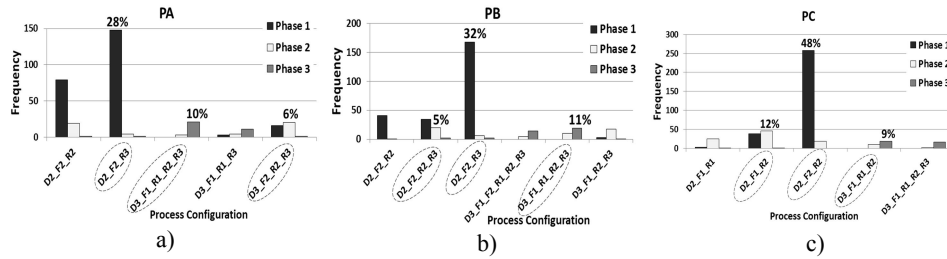 PA
28%
150
100
50
0
Frequency
Phase 1
Phase 2
Phase 3
10%
6%
D2_F2_R2
D2_F2_R3
D3_F1_R1_R2_R3
D3_F1_R1_R3
D3_F2_R2_R3
Process Configuration
a)
PB
32%
200
150
100
50
0
Frequency
Phase 1
Phase 2
Phase 3
5%
11%
D2_F2_R2
D2_F2_R2_R3
D2_F2_R3
D3_F1_F2_R1_R2_R3
D3_F1_R1_R2_R3
D3_F1_R2_R3
Process Configuration
b)
PC
48%
300
250
200
150
100
50
0
Frequency
Phase 1
Phase 2
Phase 3
12%
9%
D2_F1_R1
D2_F1_R2
D2_F2_R2
D3_F1_R1_R2
D3_F1_R1_R2_R3
Process Configuration
c)